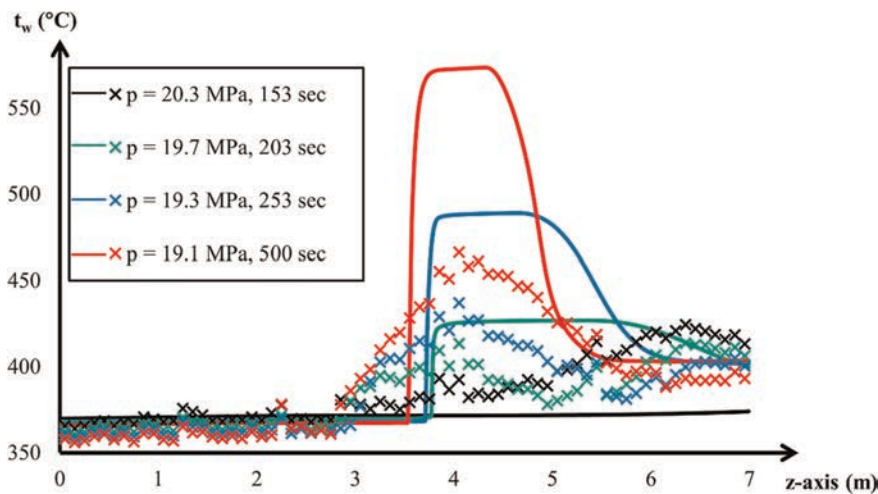 t_w (°C)
550
500
450
400
350
p = 20.3 MPa, 153 sec
p = 19.7 MPa, 203 sec
p = 19.3 MPa, 253 sec
p = 19.1 MPa, 500 sec
0 1 2 3 4 5 6 7
z-axis (m)